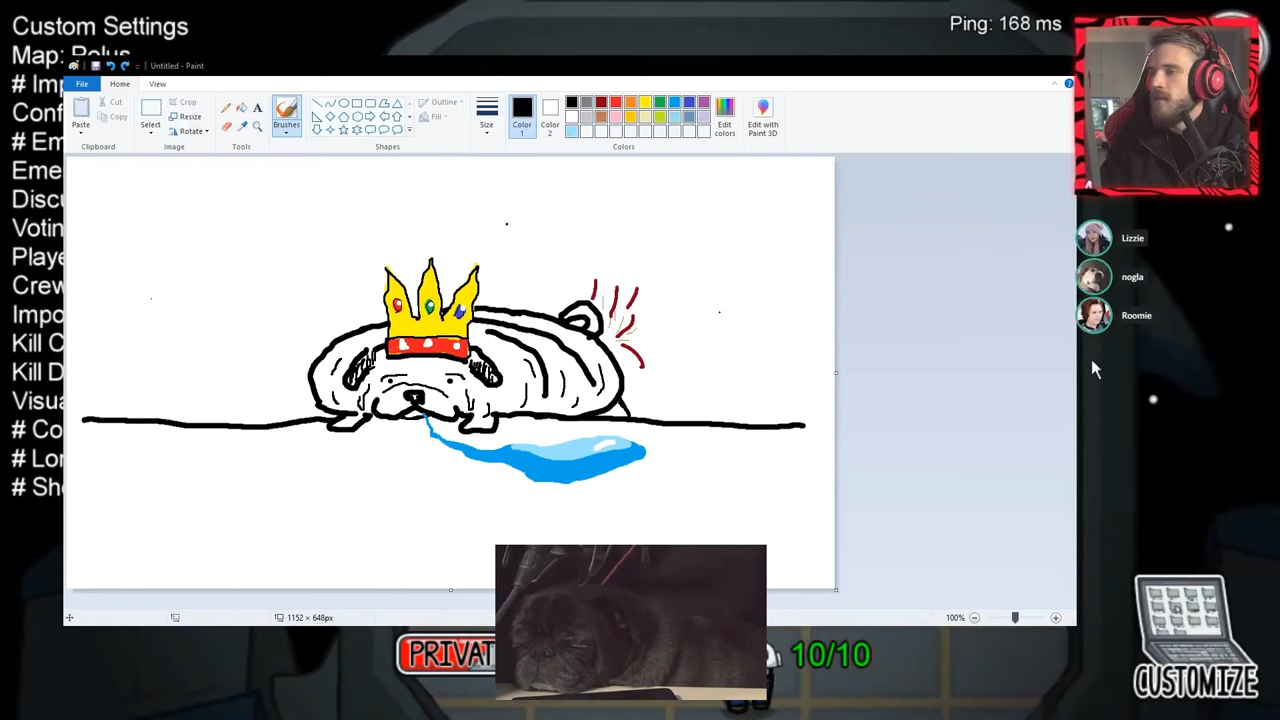 Custom Settings
Ping: 168 ms
Map: Polus
Untitled - Paint
# Imp
File Home View
Conf
# Em
Eme
Discu
Votin
Playe
Crew
Impo
Kill C
Kill D
Visua
# Co
# Lor
# Sho
Paste
Cut
Copy
Clipboard
Select
Crop
Resize
Rotate
Image
A
Tools
Brushes
Shapes
Outline
Fill
Size
Color
1
Color
2
Colors
Edit
colors
Edit with
Paint 3D
Lizzie
nogla
Roomie
1152 × 648px
100%
PRIVAT
10/10
CUSTOMIZE